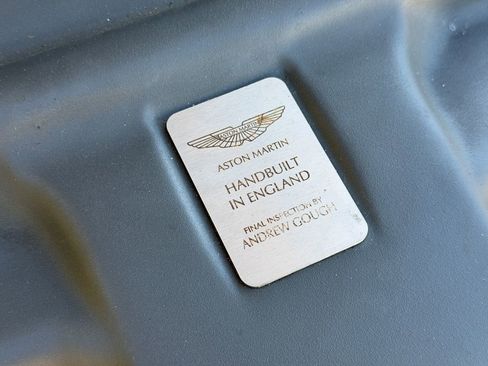 ASTON MARTIN
ASTON MARTIN
HANDBUILT
IN ENGLAND
FINAL INSPECTION BY
ANDREW GOUGH